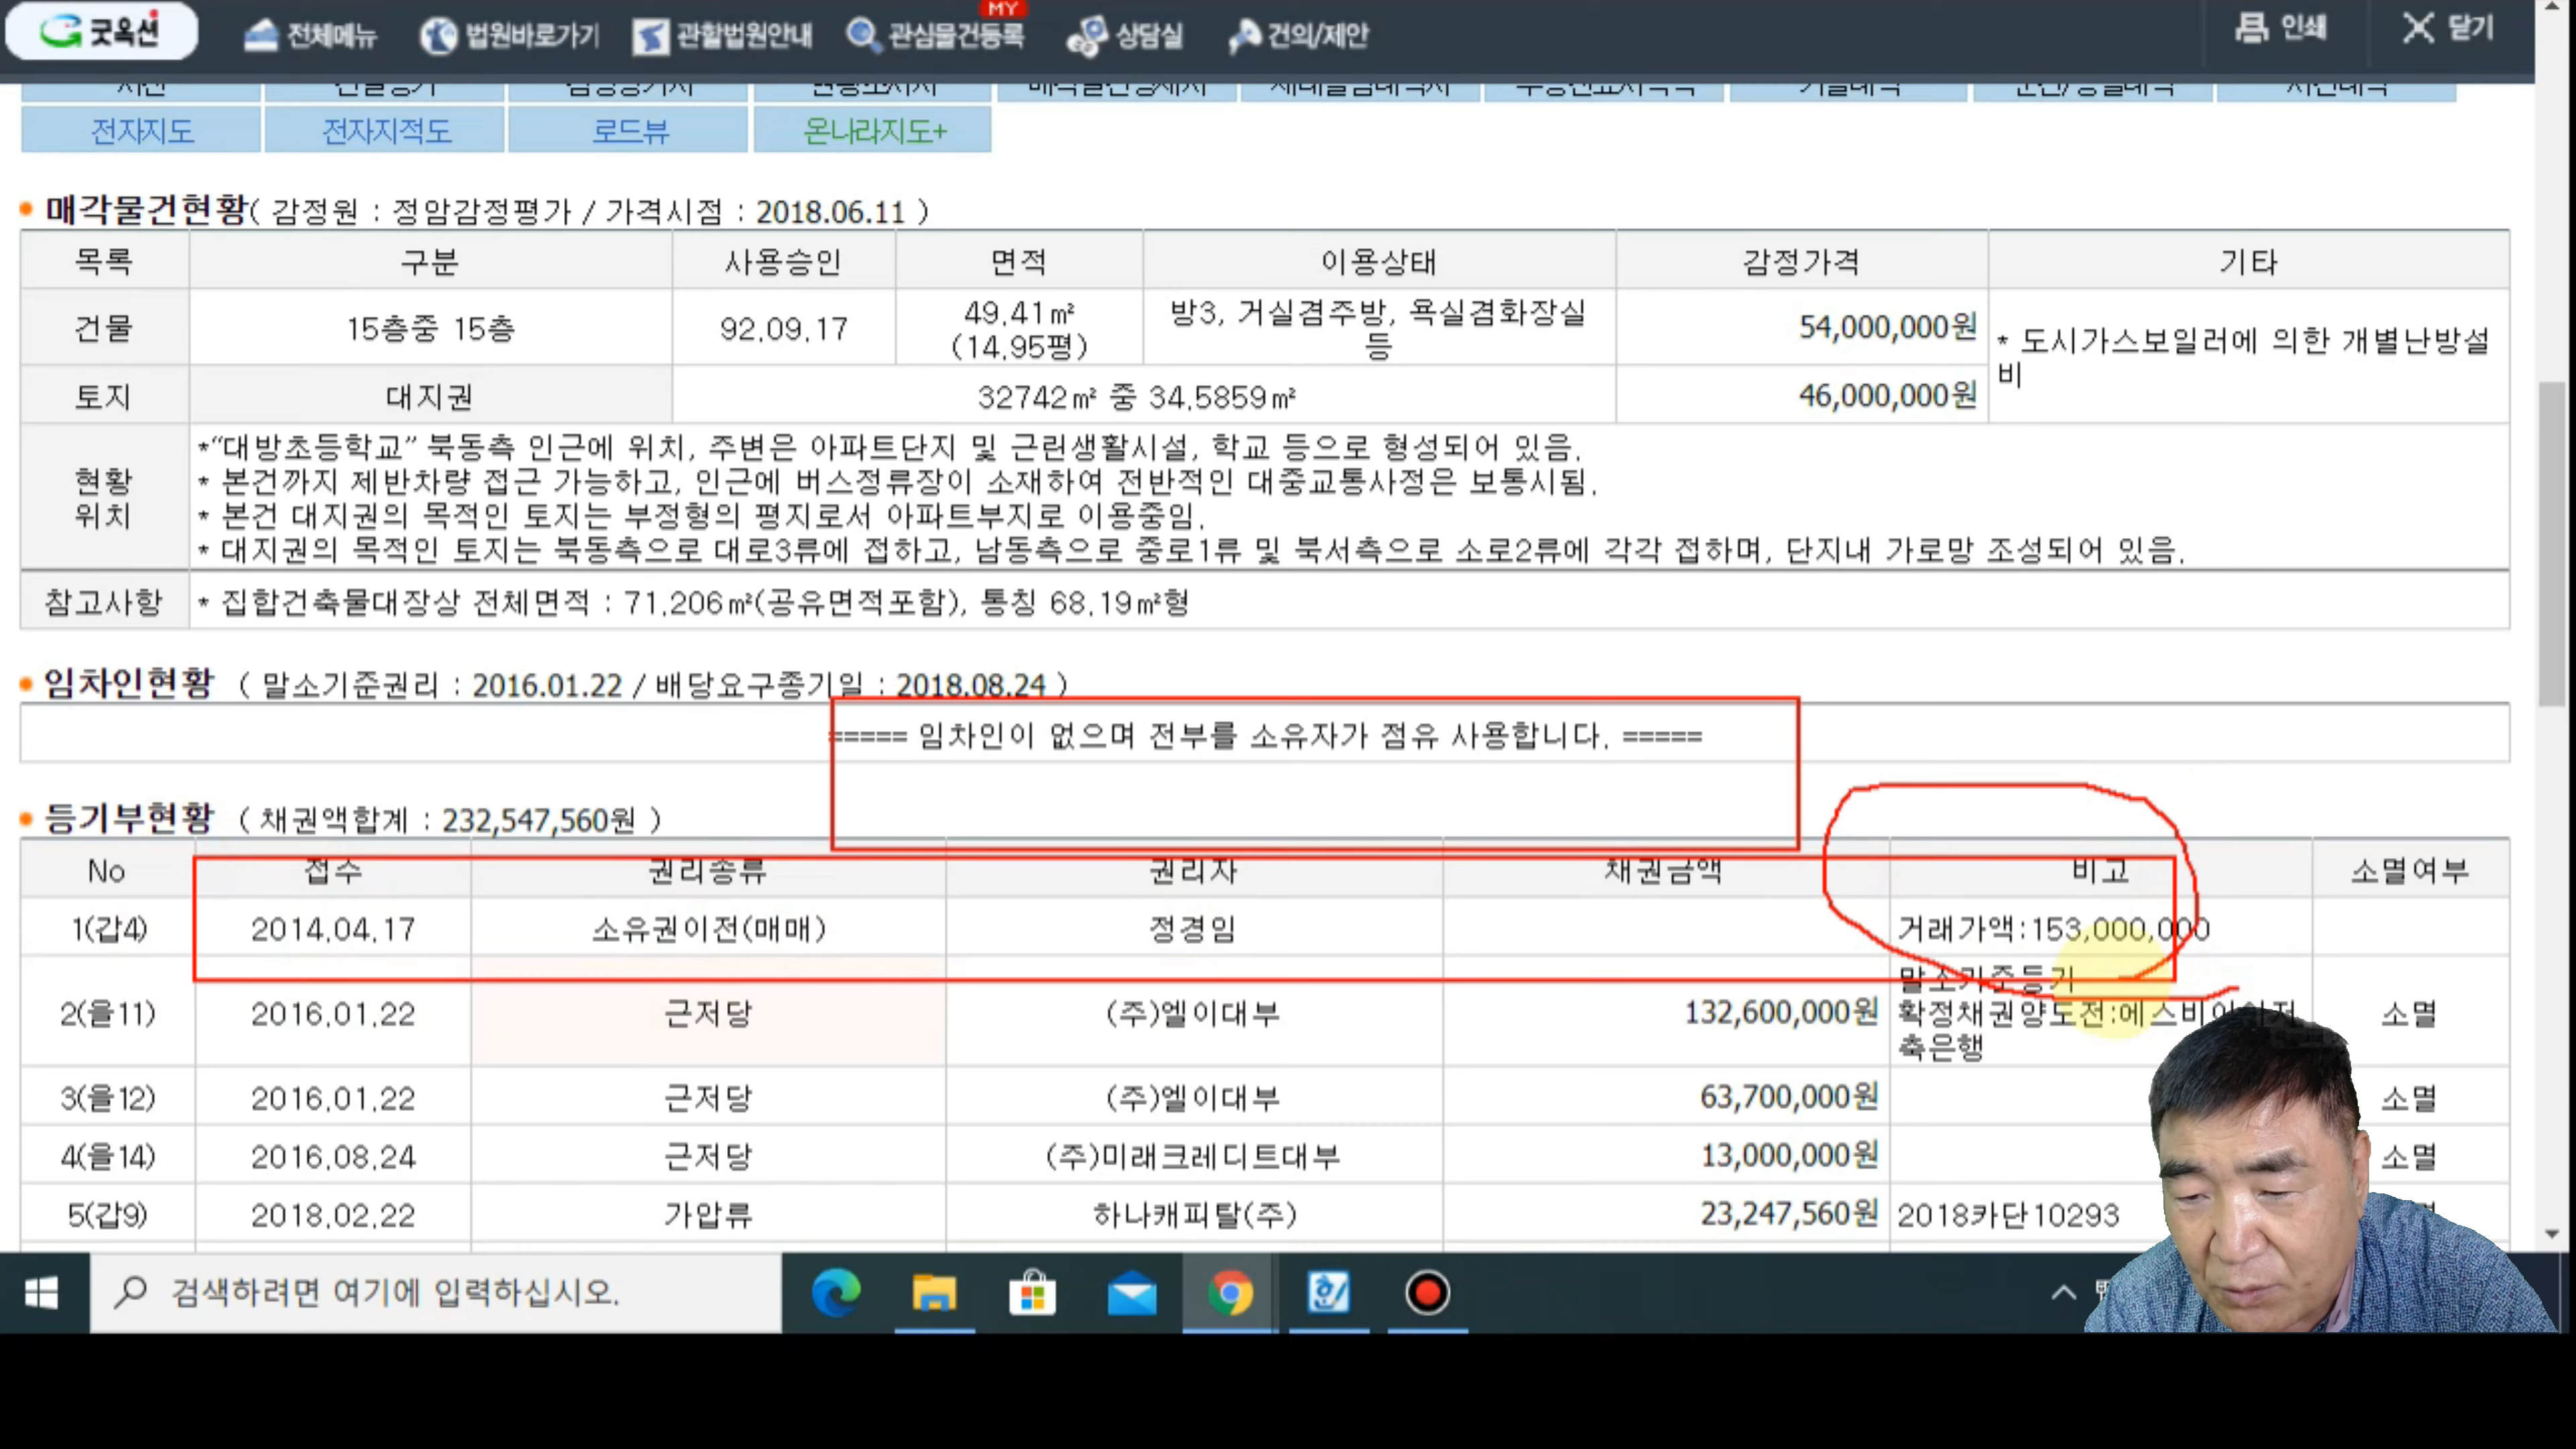 굿옥션 전체메뉴 법원바로가기 관할법원안내 관심물건등록 MY 상담실 건의/제안 인쇄 닫기
전자지도 전자지적도 로드뷰 온나라지도+
매각물건현황( 감정원 : 정암감정평가 / 가격시점 : 2018.06.11 )
목록 구분 사용승인 면적 이용상태 감정가격 기타
건물 15층중 15층 92.09.17 49.41㎡ (14.95평) 방3, 거실겸주방, 욕실겸화장실 등 54,000,000원 * 도시가스보일러에 의한 개별난방설비
토지 대지권 32742㎡ 중 34.5859㎡ 46,000,000원
현황 위치
*“대방초등학교” 북동측 인근에 위치, 주변은 아파트단지 및 근린생활시설, 학교 등으로 형성되어 있음.
* 본건까지 제반차량 접근 가능하고, 인근에 버스정류장이 소재하여 전반적인 대중교통사정은 보통시됨.
* 본건 대지권의 목적인 토지는 부정형의 평지로서 아파트부지로 이용중임.
* 대지권의 목적인 토지는 북동측으로 대로3류에 접하고, 남동측으로 중로1류 및 북서측으로 소로2류에 각각 접하며, 단지내 가로망 조성되어 있음.
참고사항 * 집합건축물대장상 전체면적 : 71.206㎡(공유면적포함), 통칭 68.19㎡형
임차인현황 ( 말소기준권리 : 2016.01.22 / 배당요구종기일 : 2018.08.24 )
===== 임차인이 없으며 전부를 소유자가 점유 사용합니다. =====
등기부현황 ( 채권액합계 : 232,547,560원 )
No 접수 권리종류 권리자 채권금액 비고 소멸여부
1(갑4) 2014.04.17 소유권이전(매매) 정경임 거래가액:153,000,000
2(을11) 2016.01.22 근저당 (주)엘이대부 132,600,000원 말소기준등기
확정채권양도전:에스비아이저축은행 소멸
3(을12) 2016.01.22 근저당 (주)엘이대부 63,700,000원 소멸
4(을14) 2016.08.24 근저당 (주)미래크레디트대부 13,000,000원 소멸
5(갑9) 2018.02.22 가압류 하나캐피탈(주) 23,247,560원 2018카단10293
검색하려면 여기에 입력하십시오.